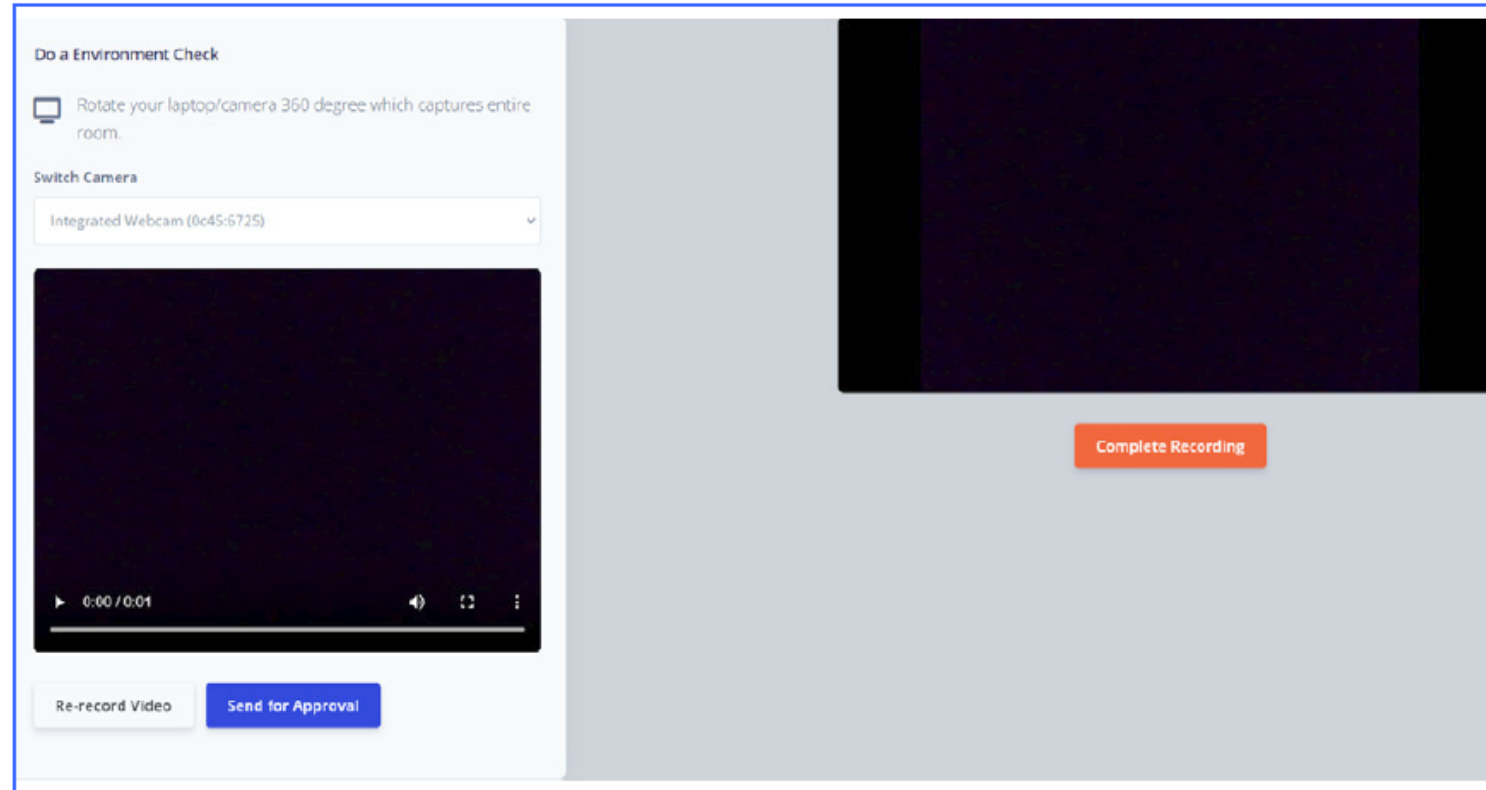 Do a Environment Check
Rotate your laptop/camera 360 degree which captures entire
room.
Switch Camera
Integrated Webcam (0c45:6725)
0:00 / 0:01
Re-record Video
Send for Approval
Complete Recording